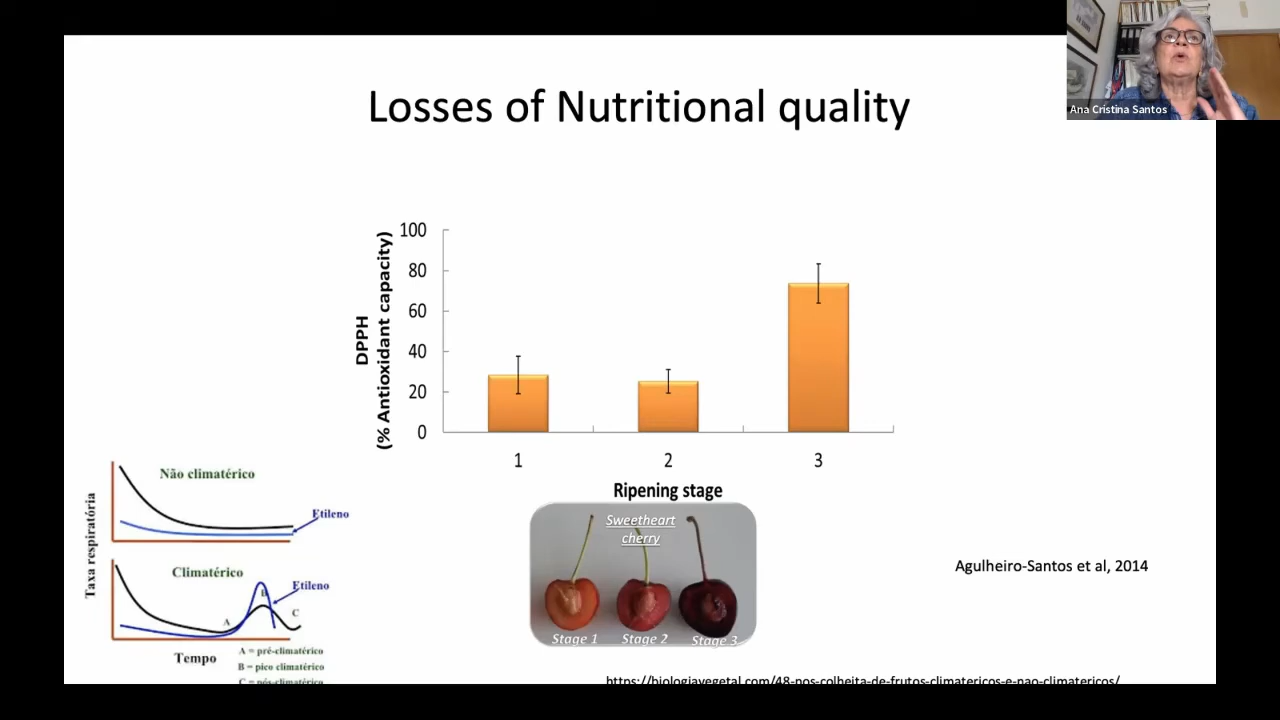 Ana Cristina Santos
Losses of Nutritional quality
DPPH
(% Antioxidant capacity)
100
80
60
40
20
0
1
2
3
Ripening stage
Sweetheart
cherry
Stage 1
Stage 2
Stage 3
Taxa respiratória
Não climatérico
Etileno
Climatérico
Etileno
B
A
C
Tempo
A = pré-climatérico
B = pico climatérico
C = pós-climatérico
Agulheiro-Santos et al, 2014
https://biologiavegetal.com/48-pos-colheita-de-frutos-climatericos-e-nao-climatericos/